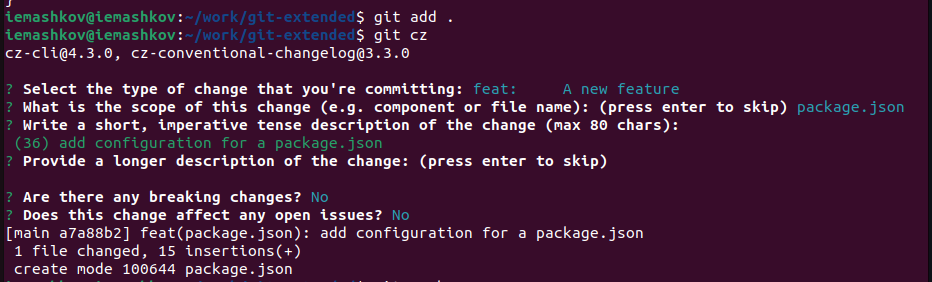 }
iemashkov@iemashkov:~/work/git-extended$ git add .
iemashkov@iemashkov:~/work/git-extended$ git cz
cz-cli@4.3.0, cz-conventional-changelog@3.3.0
? Select the type of change that you're committing: feat:     A new feature
? What is the scope of this change (e.g. component or file name): (press enter to skip) package.json
? Write a short, imperative tense description of the change (max 80 chars):
(36) add configuration for a package.json
? Provide a longer description of the change: (press enter to skip)
? Are there any breaking changes? No
? Does this change affect any open issues? No
[main a7a88b2] feat(package.json): add configuration for a package.json
1 file changed, 15 insertions(+)
create mode 100644 package.json